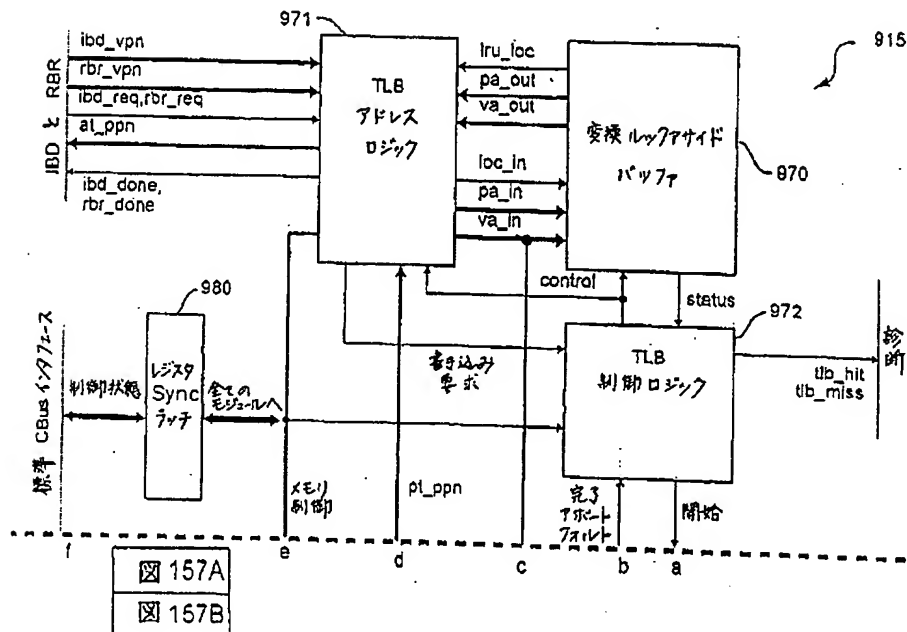 971
915
ibd_vpn
rbr_vpn
ibd_req,rbr_req
at_ppn
ibd_done,
rbr_done
IBD と RBR
TLB
アドレス
ロジック
lru_loc
pa_out
va_out
loc_in
pa_in
va_in
変換ルックアサイド
バッファ
970
control
status
980
972
標準 CBus インタフェース
制御状態
レジスタ
Sync
ラッチ
全ての
モジュールへ
書き込み
要求
TLB
制御ロジック
診断
tlb_hit
tlb_miss
メモリ
制御
pt_ppn
完了
アボート
フォルト
開始
f
e
d
c
b
a
図 157A
図 157B